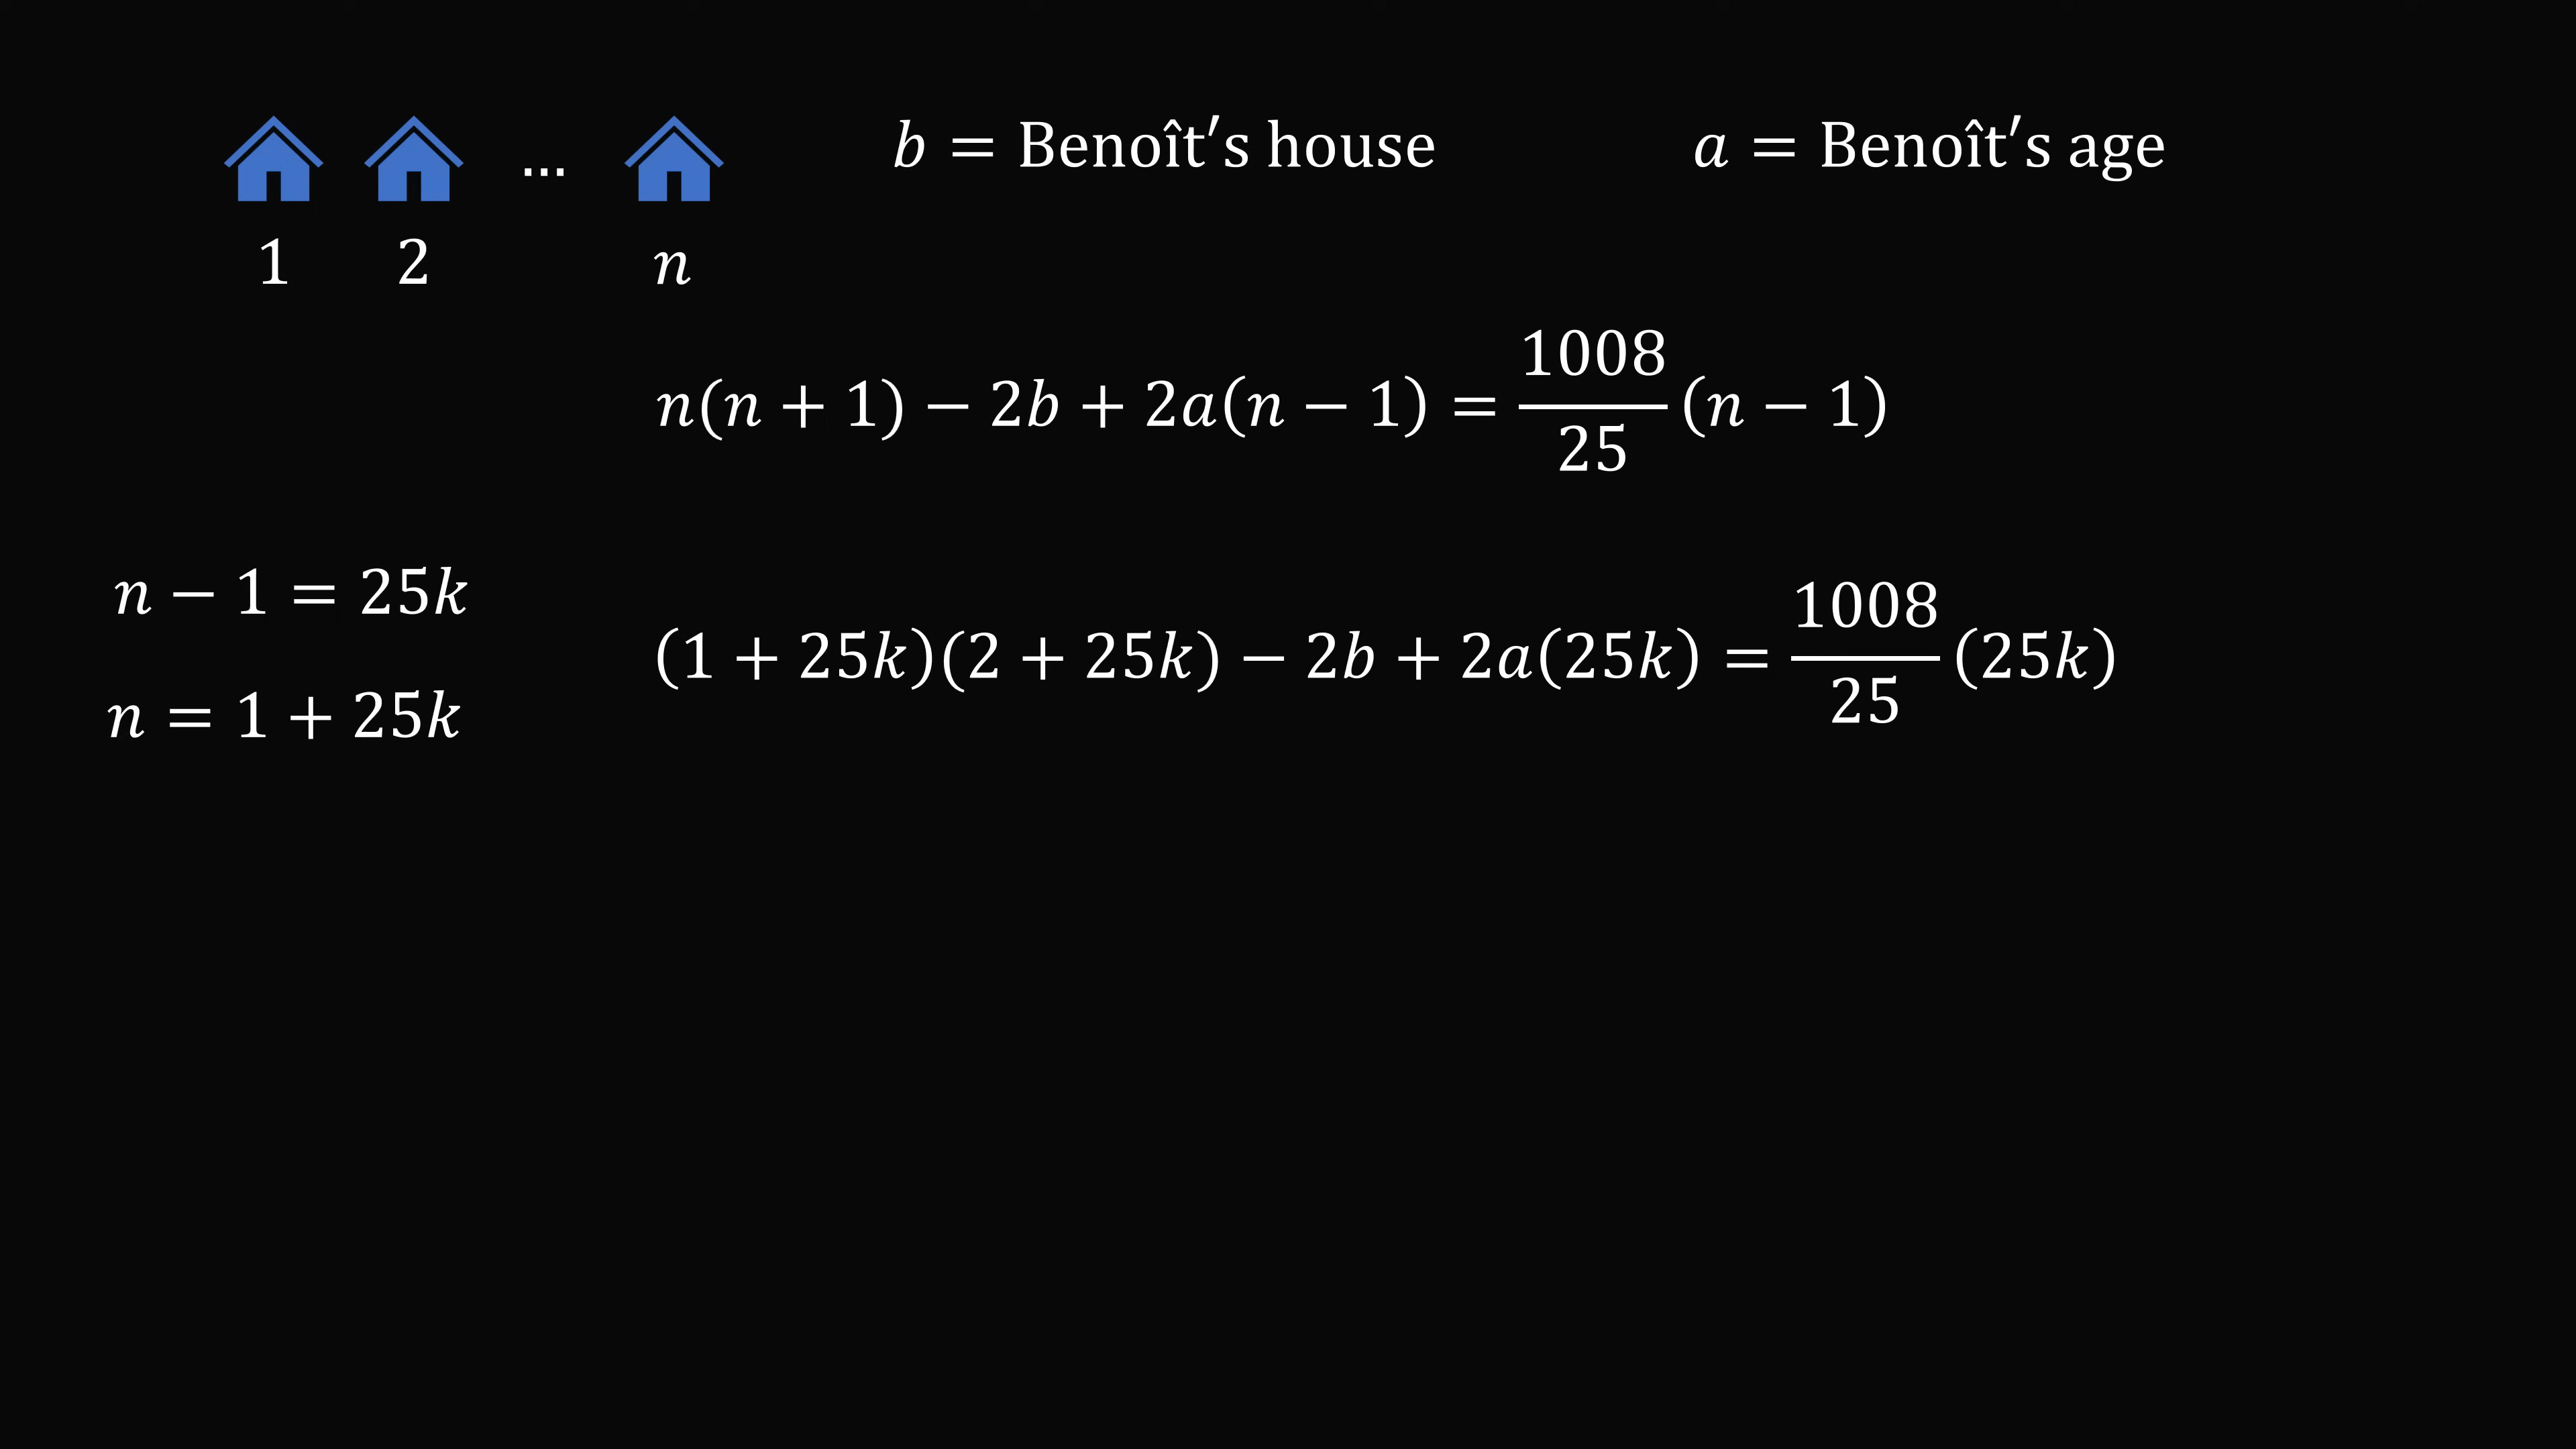 … b = Benoît′s house a = Benoît′s age
1 2 n
n(n + 1) − 2b + 2a(n − 1) = 1008/25 (n − 1)
n − 1 = 25k
n = 1 + 25k
(1 + 25k)(2 + 25k) − 2b + 2a(25k) = 1008/25 (25k)